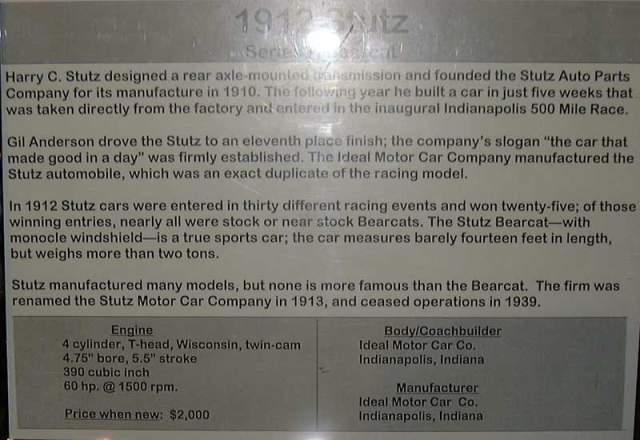 1912 Stutz
Series Bearcat
Harry C. Stutz designed a rear axle-mounted transmission and founded the Stutz Auto Parts
Company for its manufacture in 1910. The following year he built a car in just five weeks that
was taken directly from the factory and entered in the inaugural Indianapolis 500 Mile Race.
Gil Anderson drove the Stutz to an eleventh place finish; the company's slogan "the car that
made good in a day" was firmly established. The Ideal Motor Car Company manufactured the
Stutz automobile, which was an exact duplicate of the racing model.
In 1912 Stutz cars were entered in thirty different racing events and won twenty-five; of those
winning entries, nearly all were stock or near stock Bearcats. The Stutz Bearcat—with
monocle windshield—is a true sports car; the car measures barely fourteen feet in length,
but weighs more than two tons.
Stutz manufactured many models, but none is more famous than the Bearcat. The firm was
renamed the Stutz Motor Car Company in 1913, and ceased operations in 1939.
Engine
4 cylinder, T-head, Wisconsin, twin-cam
4.75" bore, 5.5" stroke
390 cubic inch
60 hp. @ 1500 rpm.
Price when new: $2,000
Body/Coachbuilder
Ideal Motor Car Co.
Indianapolis, Indiana
Manufacturer
Ideal Motor Car Co.
Indianapolis, Indiana